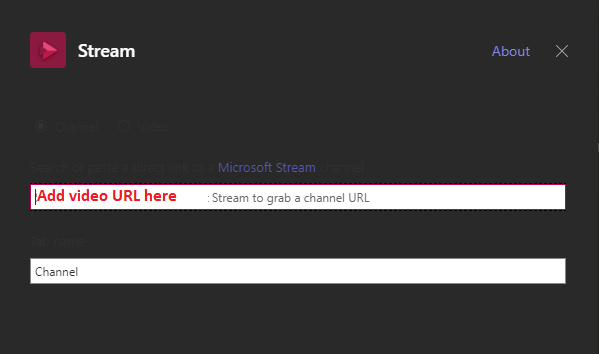 Stream
About
Channel Video
Search or paste a direct link to a Microsoft Stream channel
Add video URL here : Stream to grab a channel URL
Tab name
Channel